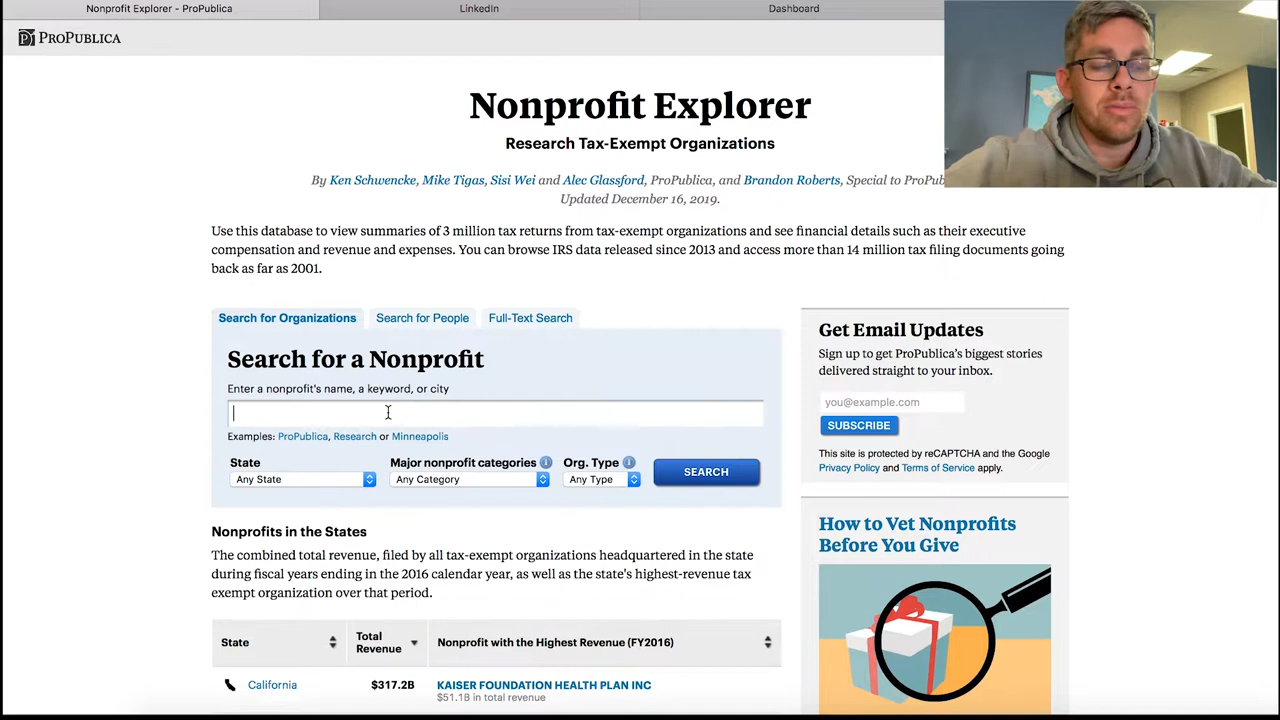 Nonprofit Explorer - ProPublica
LinkedIn
Dashboard
PROPUBLICA
Nonprofit Explorer
Research Tax-Exempt Organizations
By Ken Schwencke, Mike Tigas, Sisi Wei and Alec Glassford, ProPublica, and Brandon Roberts, Special to ProPub
Updated December 16, 2019.
Use this database to view summaries of 3 million tax returns from tax-exempt organizations and see financial details such as their executive
compensation and revenue and expenses. You can browse IRS data released since 2013 and access more than 14 million tax filing documents going
back as far as 2001.
Search for Organizations
Search for People
Full-Text Search
Search for a Nonprofit
Enter a nonprofit's name, a keyword, or city
Examples: ProPublica, Research or Minneapolis
State
Major nonprofit categories
Org. Type
Any State
Any Category
Any Type
SEARCH
Nonprofits in the States
The combined total revenue, filed by all tax-exempt organizations headquartered in the state
during fiscal years ending in the 2016 calendar year, as well as the state's highest-revenue tax
exempt organization over that period.
State
Total
Revenue
Nonprofit with the Highest Revenue (FY2016)
California
$317.2B
KAISER FOUNDATION HEALTH PLAN INC
$51.1B in total revenue
Get Email Updates
Sign up to get ProPublica's biggest stories
delivered straight to your inbox.
you@example.com
SUBSCRIBE
This site is protected by reCAPTCHA and the Google
Privacy Policy and Terms of Service apply.
How to Vet Nonprofits
Before You Give